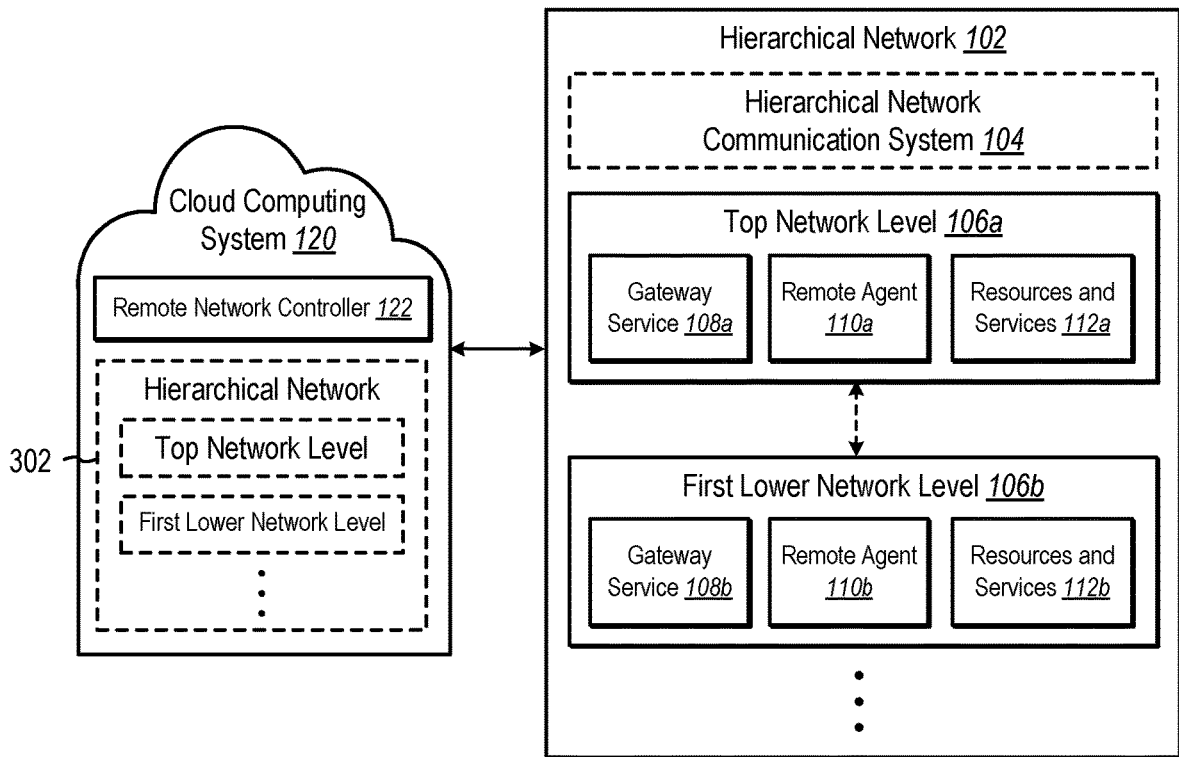 Hierarchical Network 102
Hierarchical Network
Communication System 104
Cloud Computing
System 120
Remote Network Controller 122
Hierarchical Network
Top Network Level
First Lower Network Level
302
Top Network Level 106a
Gateway
Service 108a
Remote Agent
110a
Resources and
Services 112a
First Lower Network Level 106b
Gateway
Service 108b
Remote Agent
110b
Resources and
Services 112b